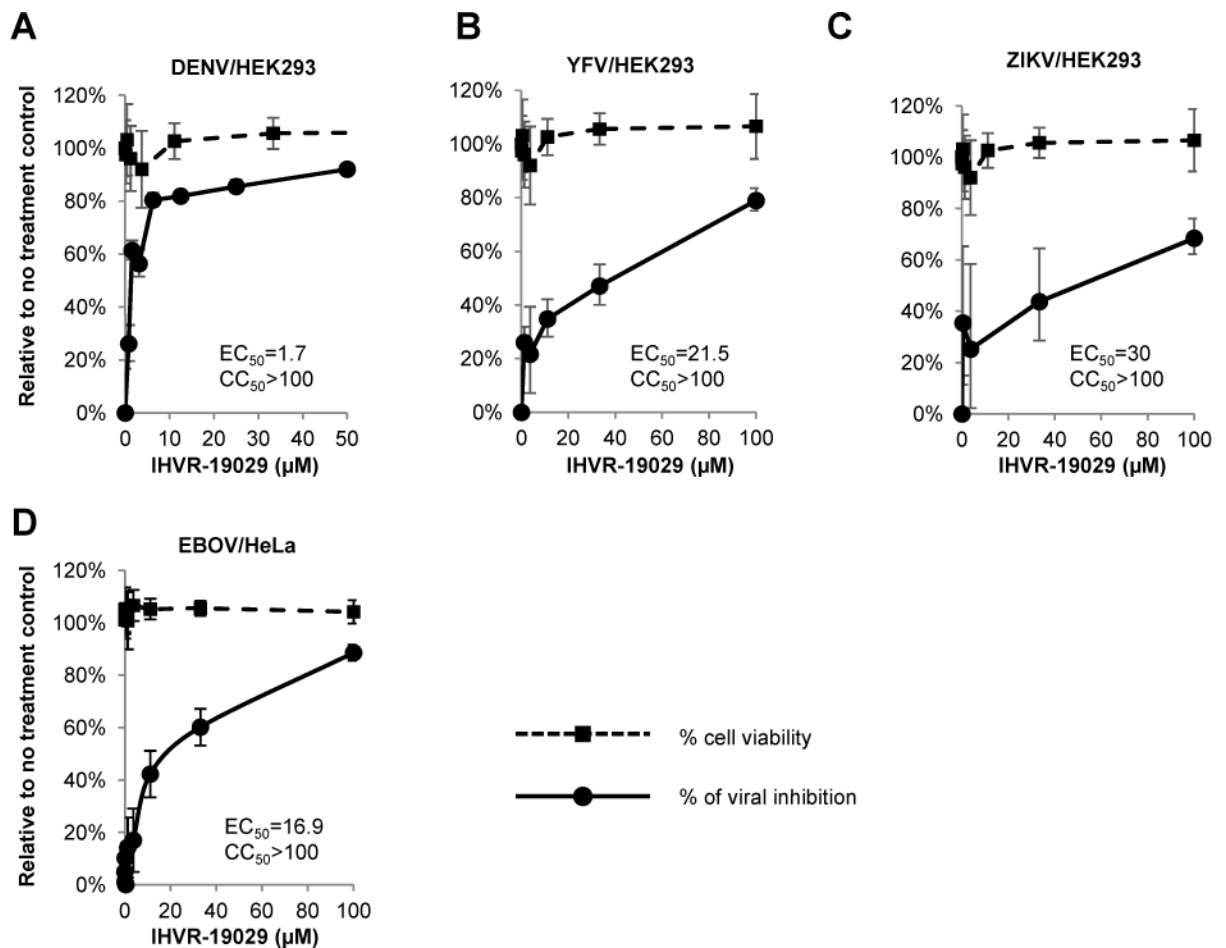 A
DENV/HEK293
Relative to no treatment control
120%
100%
80%
60%
40%
20%
0%
EC50=1.7
CC50>100
0 10 20 30 40 50
IHVR-19029 (µM)
B
YFV/HEK293
120%
100%
80%
60%
40%
20%
0%
EC50=21.5
CC50>100
0 20 40 60 80 100
IHVR-19029 (µM)
C
ZIKV/HEK293
120%
100%
80%
60%
40%
20%
0%
EC50=30
CC50>100
0 20 40 60 80 100
IHVR-19029 (µM)
D
EBOV/HeLa
Relative to no treatment control
120%
100%
80%
60%
40%
20%
0%
EC50=16.9
CC50>100
0 20 40 60 80 100
IHVR-19029 (µM)
% cell viability
% of viral inhibition